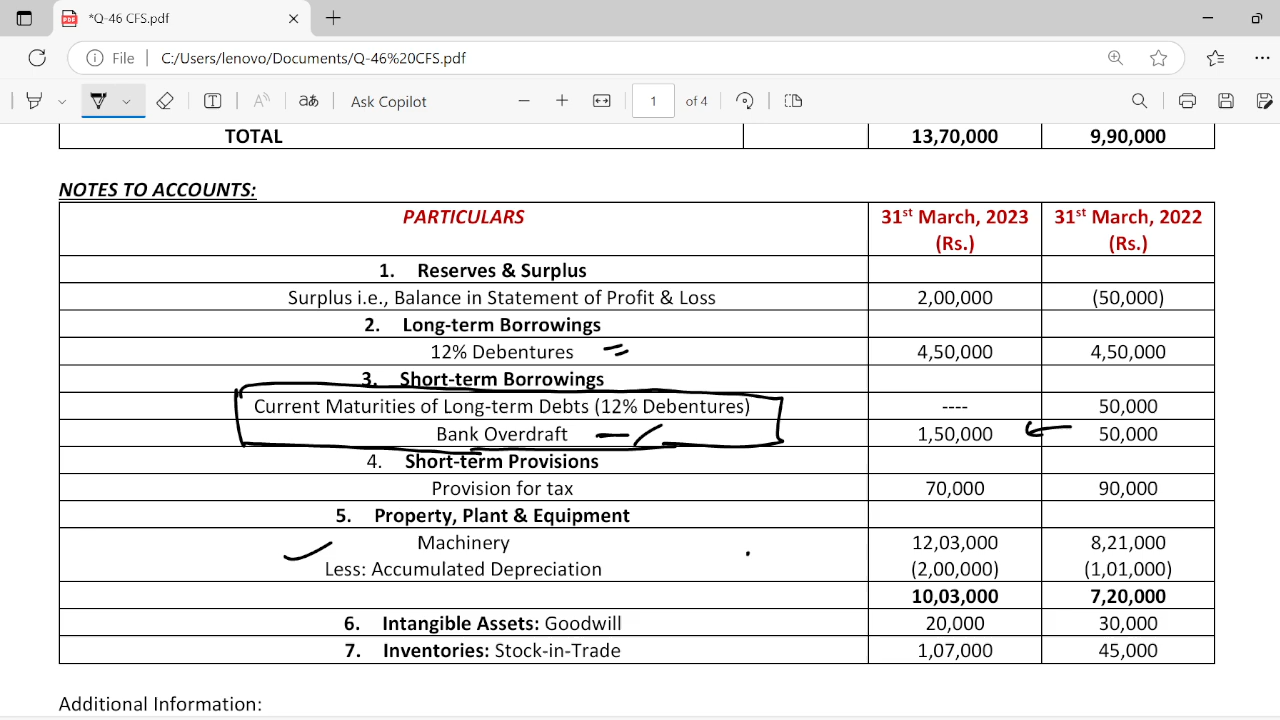 *Q-46 CFS.pdf
File C:/Users/lenovo/Documents/Q-46%20CFS.pdf
Ask Copilot 1 of 4
TOTAL 13,70,000 9,90,000
NOTES TO ACCOUNTS:
PARTICULARS 31st March, 2023 (Rs.) 31st March, 2022 (Rs.)
1. Reserves & Surplus
Surplus i.e., Balance in Statement of Profit & Loss 2,00,000 (50,000)
2. Long-term Borrowings
12% Debentures 4,50,000 4,50,000
3. Short-term Borrowings
Current Maturities of Long-term Debts (12% Debentures) ---- 50,000
Bank Overdraft 1,50,000 50,000
4. Short-term Provisions
Provision for tax 70,000 90,000
5. Property, Plant & Equipment
Machinery 12,03,000 8,21,000
Less: Accumulated Depreciation (2,00,000) (1,01,000)
10,03,000 7,20,000
6. Intangible Assets: Goodwill 20,000 30,000
7. Inventories: Stock-in-Trade 1,07,000 45,000
Additional Information: